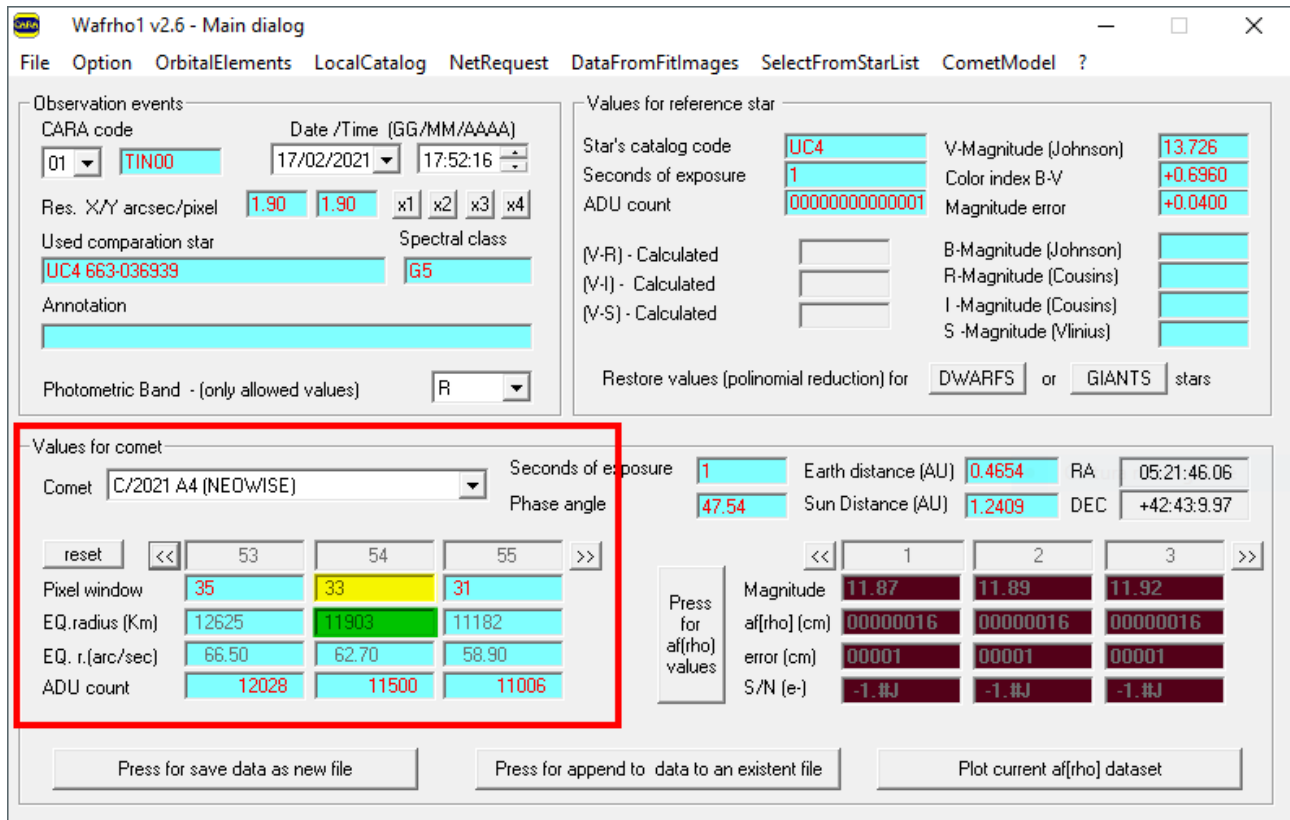 CARA Wafrho1 v2.6 - Main dialog
File Option OrbitalElements LocalCatalog NetRequest DataFromFitImages SelectFromStarList CometModel ?
Observation events
CARA code Date /Time (GG/MM/AAAA)
01 TIN00 17/02/2021 17:52:16
Res. X/Y arcsec/pixel 1.90 1.90 x1 x2 x3 x4
Used comparation star Spectral class
UC4 663-036939 G5
Annotation
Photometric Band - (only allowed values) R
Values for reference star
Star's catalog code UC4 V-Magnitude (Johnson) 13.726
Seconds of exposure 1 Color index B-V +0.6960
ADU count 00000000000001 Magnitude error +0.0400
(V-R) - Calculated B-Magnitude (Johnson)
(V-I) - Calculated R-Magnitude (Cousins)
(V-S) - Calculated I -Magnitude (Cousins)
S -Magnitude (Vlinius)
Restore values (polinomial reduction) for DWARFS or GIANTS stars
Values for comet
Comet C/2021 A4 (NEOWISE) Seconds of exposure 1 Earth distance (AU) 0.4654 RA 05:21:46.06
Phase angle 47.54 Sun Distance (AU) 1.2409 DEC +42:43:9.97
reset << 53 54 55 >> << 1 2 3 >>
Pixel window 35 33 31
EQ.radius (Km) 12625 11903 11182
EQ. r.(arc/sec) 66.50 62.70 58.90
ADU count 12028 11500 11006
Press for af(rho) values
Magnitude 11.87 11.89 11.92
af[rho] (cm) 00000016 00000016 00000016
error (cm) 00001 00001 00001
S/N (e-) -1.#J -1.#J -1.#J
Press for save data as new file Press for append to data to an existent file Plot current af[rho] dataset